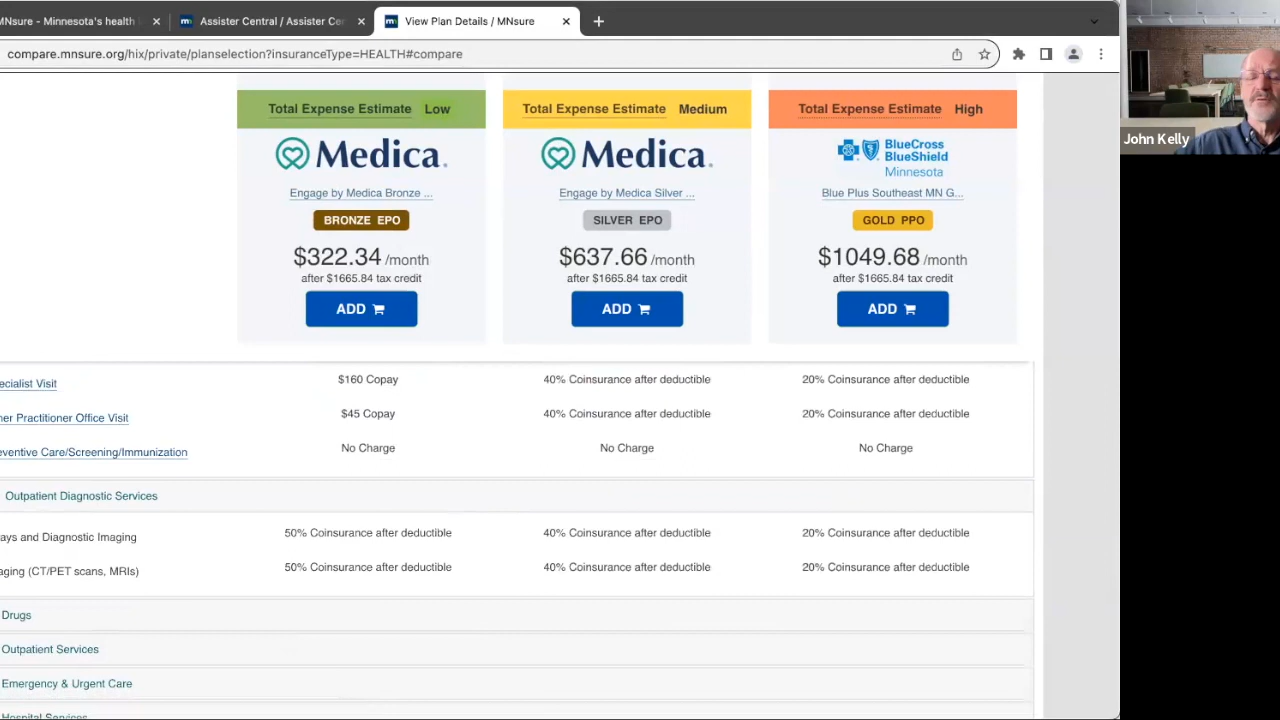 MNsure - Minnesota's health
Assister Central / Assister Cen
View Plan Details / MNsure
compare.mnsure.org/hix/private/planselection?insuranceType=HEALTH#compare
Total Expense Estimate Low
Total Expense Estimate Medium
Total Expense Estimate High
Medica.
Medica.
BlueCross
BlueShield
Minnesota
Engage by Medica Bronze ...
Engage by Medica Silver ...
Blue Plus Southeast MN G...
BRONZE EPO
SILVER EPO
GOLD PPO
$322.34 /month
$637.66 /month
$1049.68 /month
after $1665.84 tax credit
after $1665.84 tax credit
after $1665.84 tax credit
ADD
ADD
ADD
John Kelly
ecialist Visit
$160 Copay
40% Coinsurance after deductible
20% Coinsurance after deductible
her Practitioner Office Visit
$45 Copay
40% Coinsurance after deductible
20% Coinsurance after deductible
eventive Care/Screening/Immunization
No Charge
No Charge
No Charge
Outpatient Diagnostic Services
ays and Diagnostic Imaging
50% Coinsurance after deductible
40% Coinsurance after deductible
20% Coinsurance after deductible
aging (CT/PET scans, MRIs)
50% Coinsurance after deductible
40% Coinsurance after deductible
20% Coinsurance after deductible
Drugs
Outpatient Services
Emergency & Urgent Care
Hospital Services